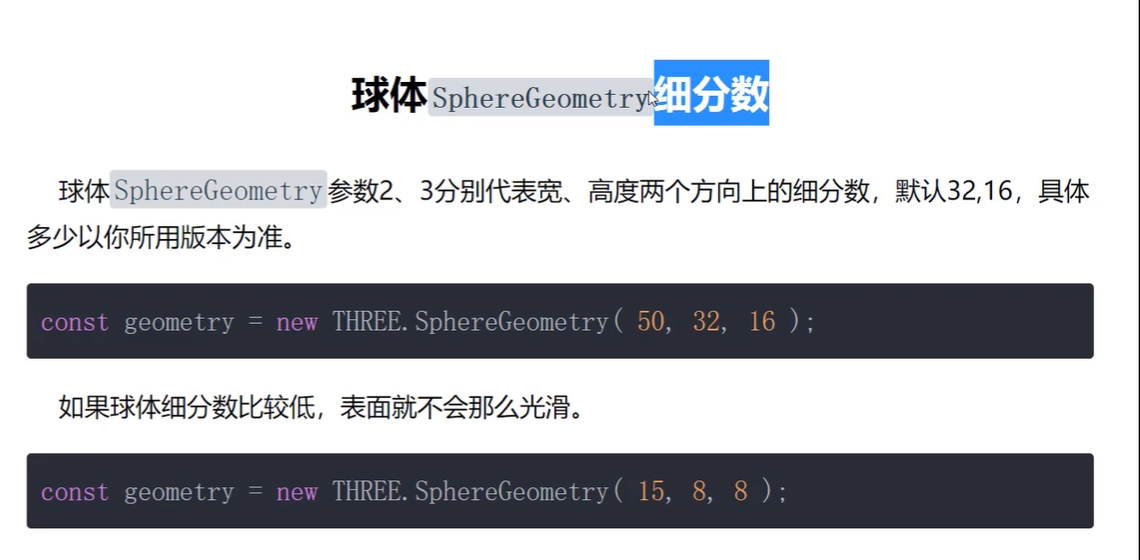 球体SphereGeometry细分数
球体SphereGeometry参数2、3分别代表宽、高度两个方向上的细分数，默认32,16，具体
多少以你所用版本为准。
const geometry = new THREE.SphereGeometry( 50, 32, 16 );
如果球体细分数比较低，表面就不会那么光滑。
const geometry = new THREE.SphereGeometry( 15, 8, 8 );